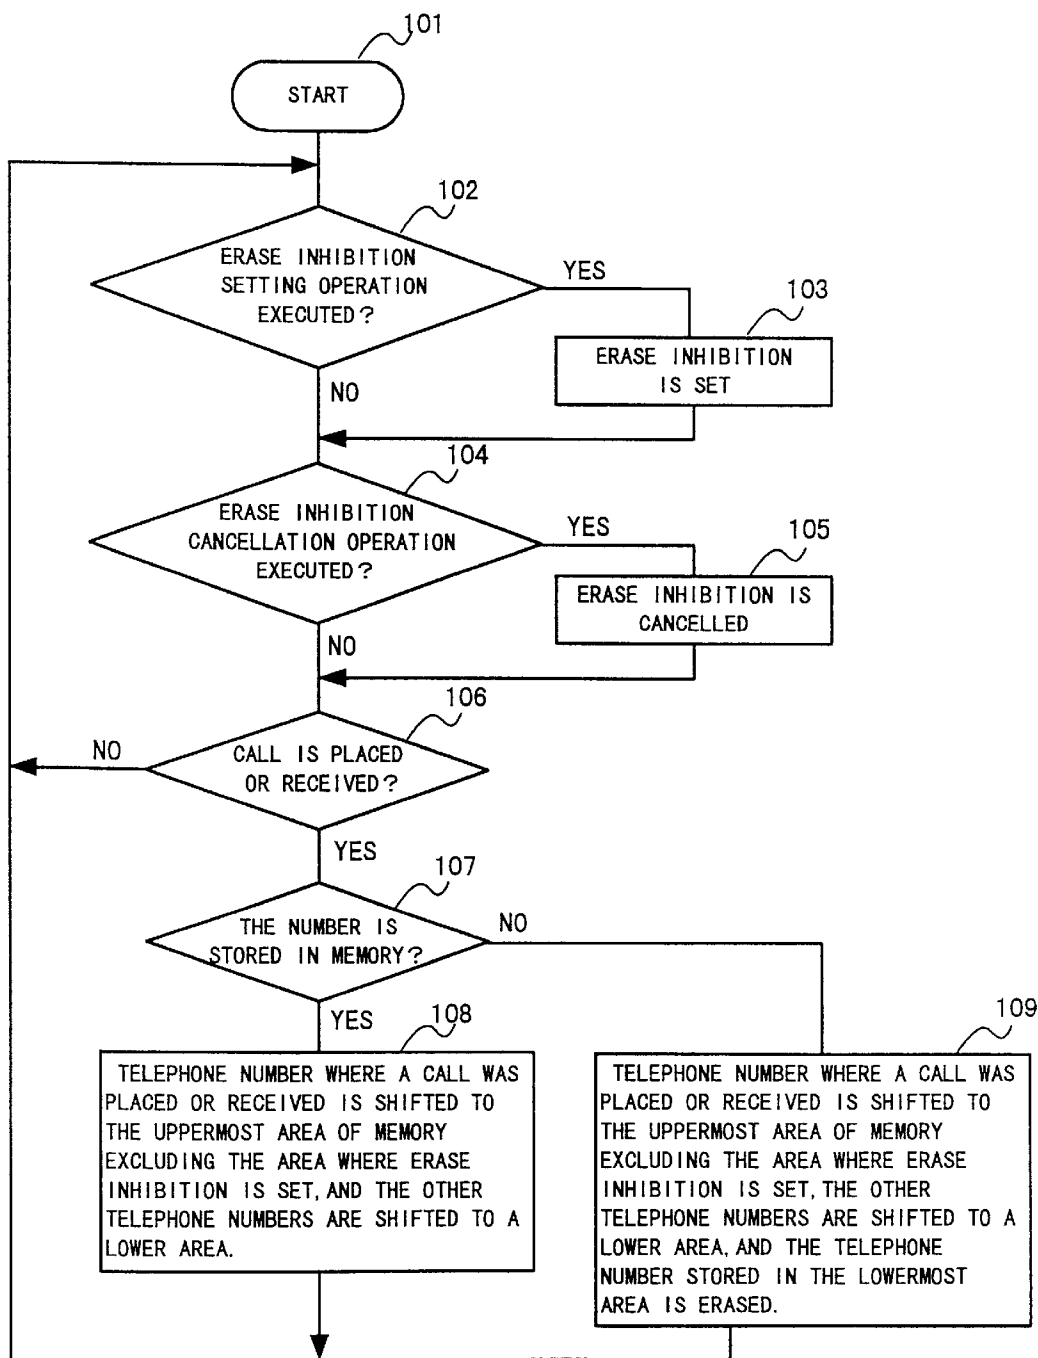 101
START
102
ERASE INHIBITION
SETTING OPERATION
EXECUTED?
YES
103
ERASE INHIBITION
IS SET
NO
104
ERASE INHIBITION
CANCELLATION OPERATION
EXECUTED?
YES
105
ERASE INHIBITION IS
CANCELLED
NO
106
CALL IS PLACED
OR RECEIVED?
NO
YES
107
THE NUMBER IS
STORED IN MEMORY?
NO
YES
108
TELEPHONE NUMBER WHERE A CALL WAS
PLACED OR RECEIVED IS SHIFTED TO
THE UPPERMOST AREA OF MEMORY
EXCLUDING THE AREA WHERE ERASE
INHIBITION IS SET, AND THE OTHER
TELEPHONE NUMBERS ARE SHIFTED TO A
LOWER AREA.
109
TELEPHONE NUMBER WHERE A CALL WAS
PLACED OR RECEIVED IS SHIFTED TO
THE UPPERMOST AREA OF MEMORY
EXCLUDING THE AREA WHERE ERASE
INHIBITION IS SET, THE OTHER
TELEPHONE NUMBERS ARE SHIFTED TO A
LOWER AREA, AND THE TELEPHONE
NUMBER STORED IN THE LOWERMOST
AREA IS ERASED.